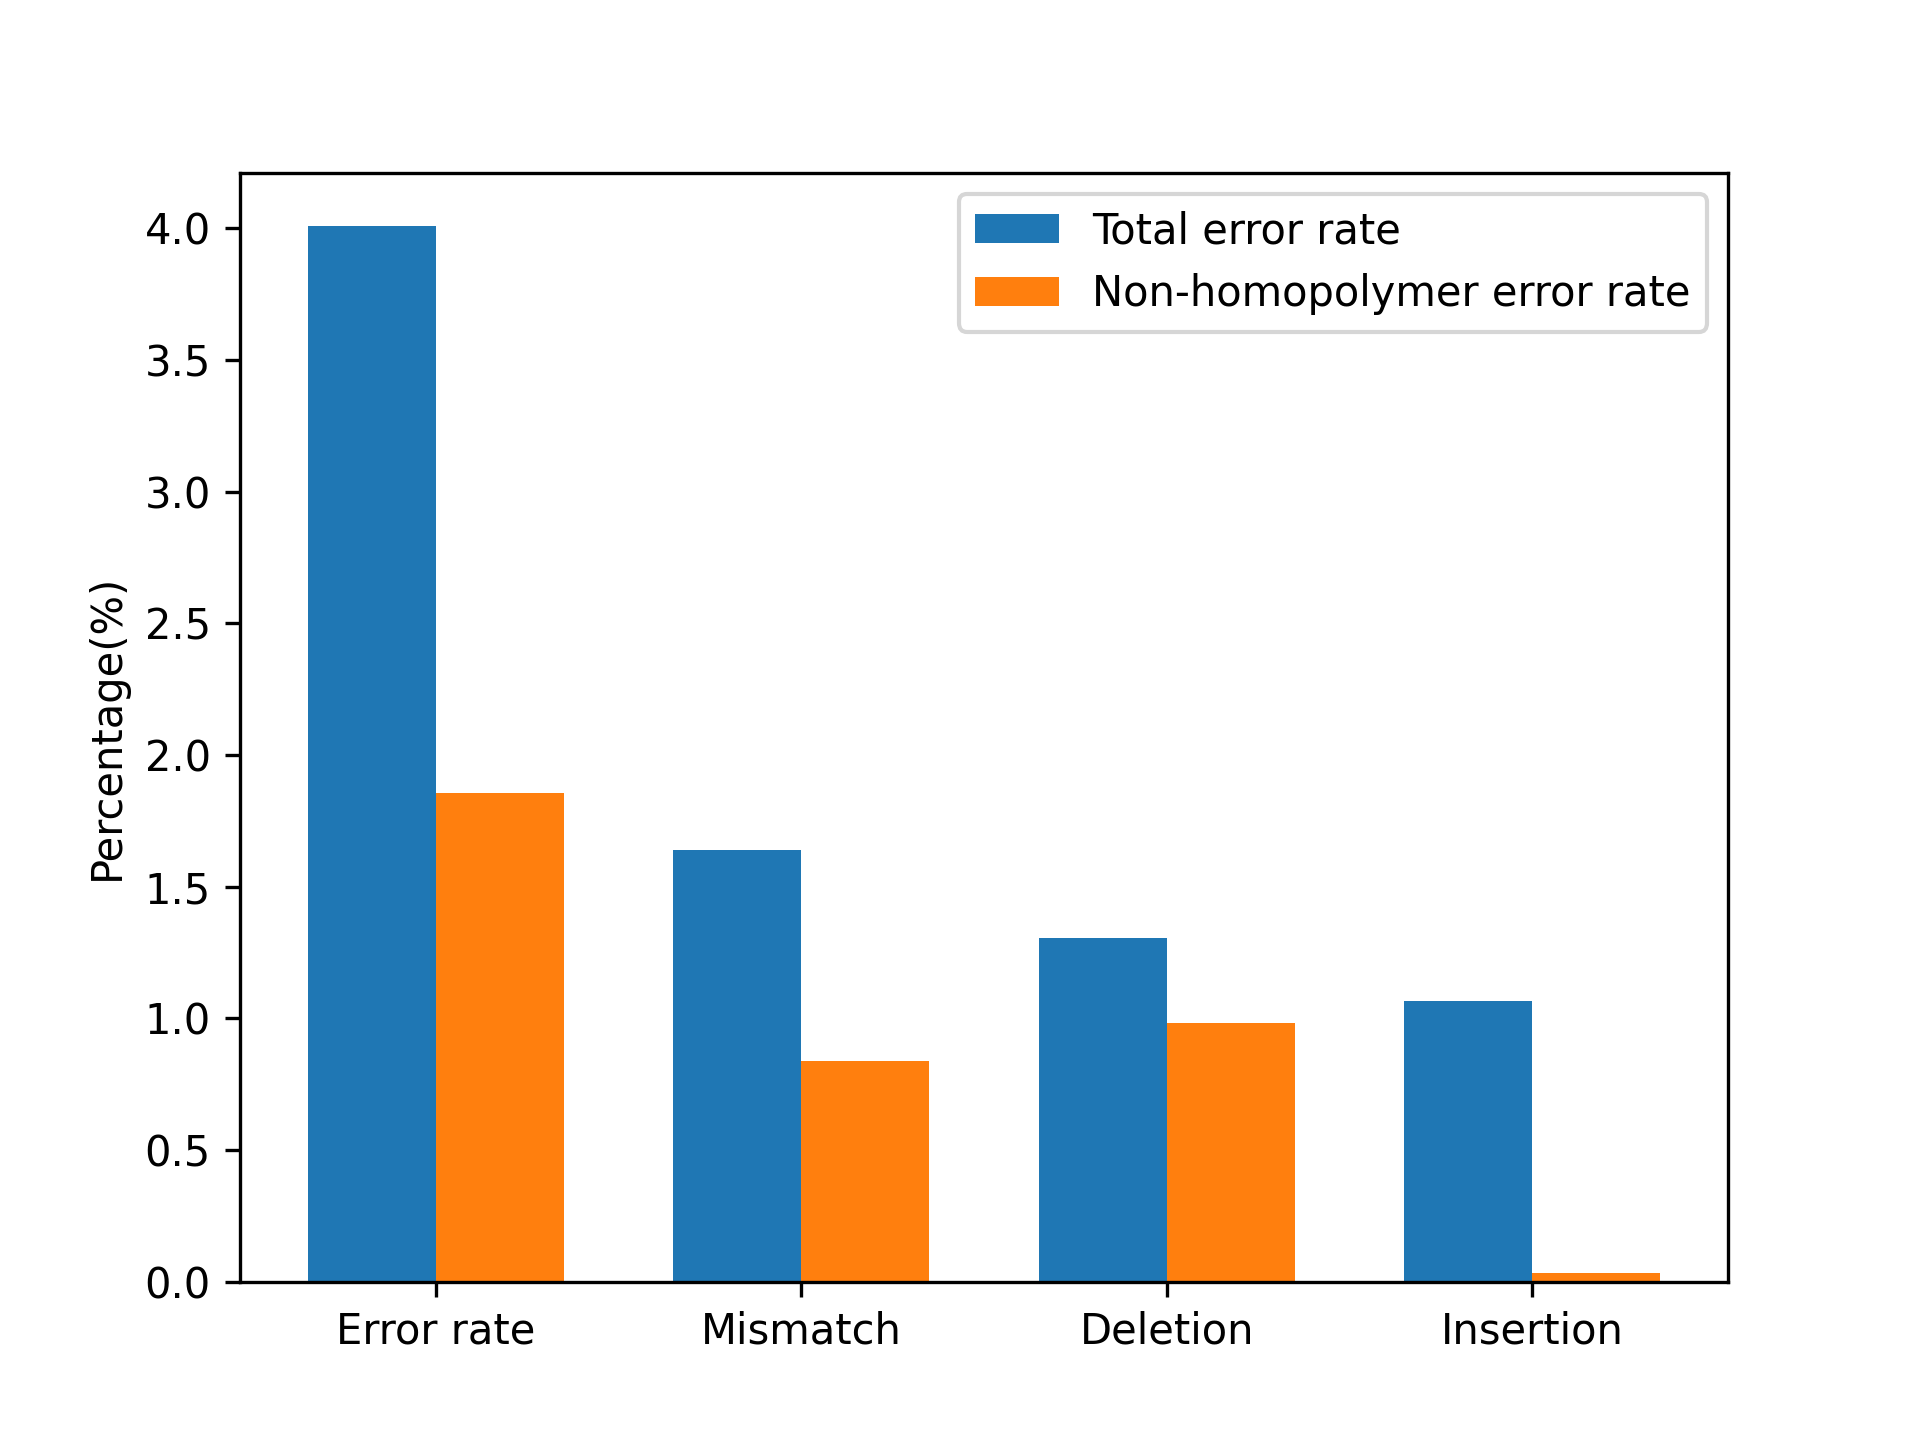 Total error rate
Non-homopolymer error rate
Percentage(%)
4.0
3.5
3.0
2.5
2.0
1.5
1.0
0.5
0.0
Error rate
Mismatch
Deletion
Insertion